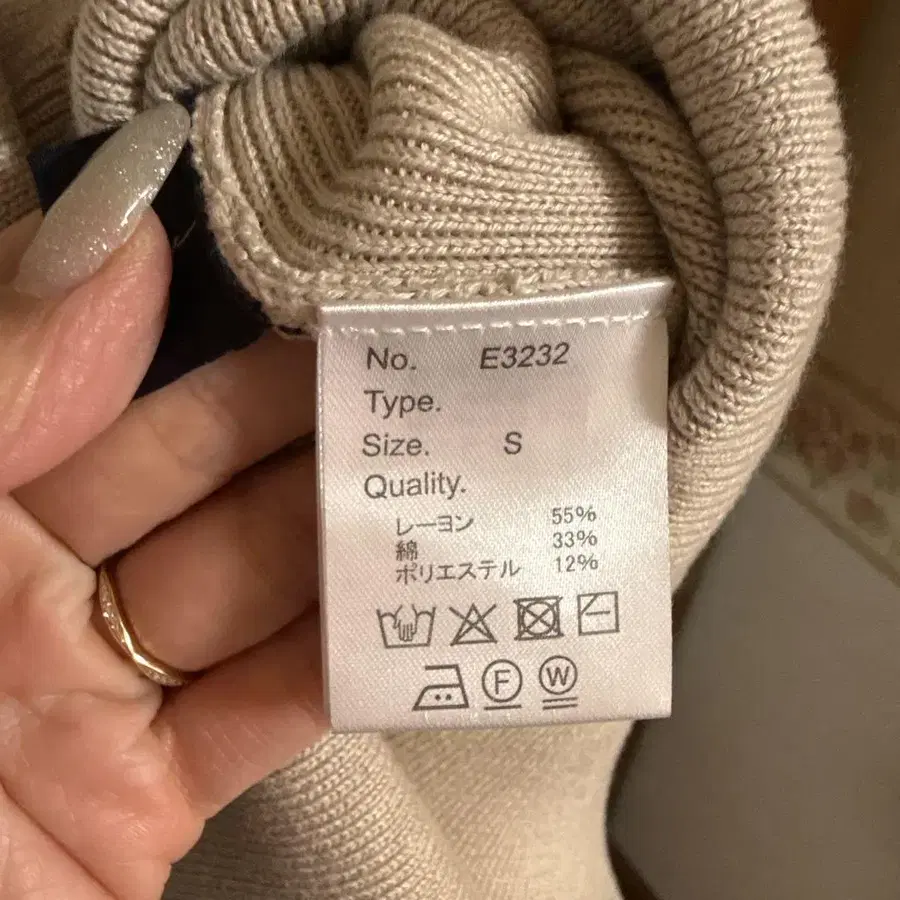 No. E3232
Type.
Size. S
Quality.
レーヨン 55%
綿 33%
ポリエステル 12%
F W